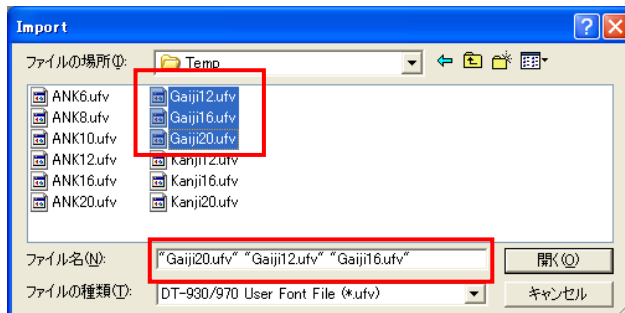 Import
ファイルの場所(I): Temp
ANK6.ufv Gaiji12.ufv
ANK8.ufv Gaiji16.ufv
ANK10.ufv Gaiji20.ufv
ANK12.ufv Kanji12.ufv
ANK16.ufv Kanji16.ufv
ANK20.ufv Kanji20.ufv
ファイル名(N): "Gaiji20.ufv" "Gaiji12.ufv" "Gaiji16.ufv" 開く(O)
ファイルの種類(T): DT-930/970 User Font File (*.ufv) キャンセル